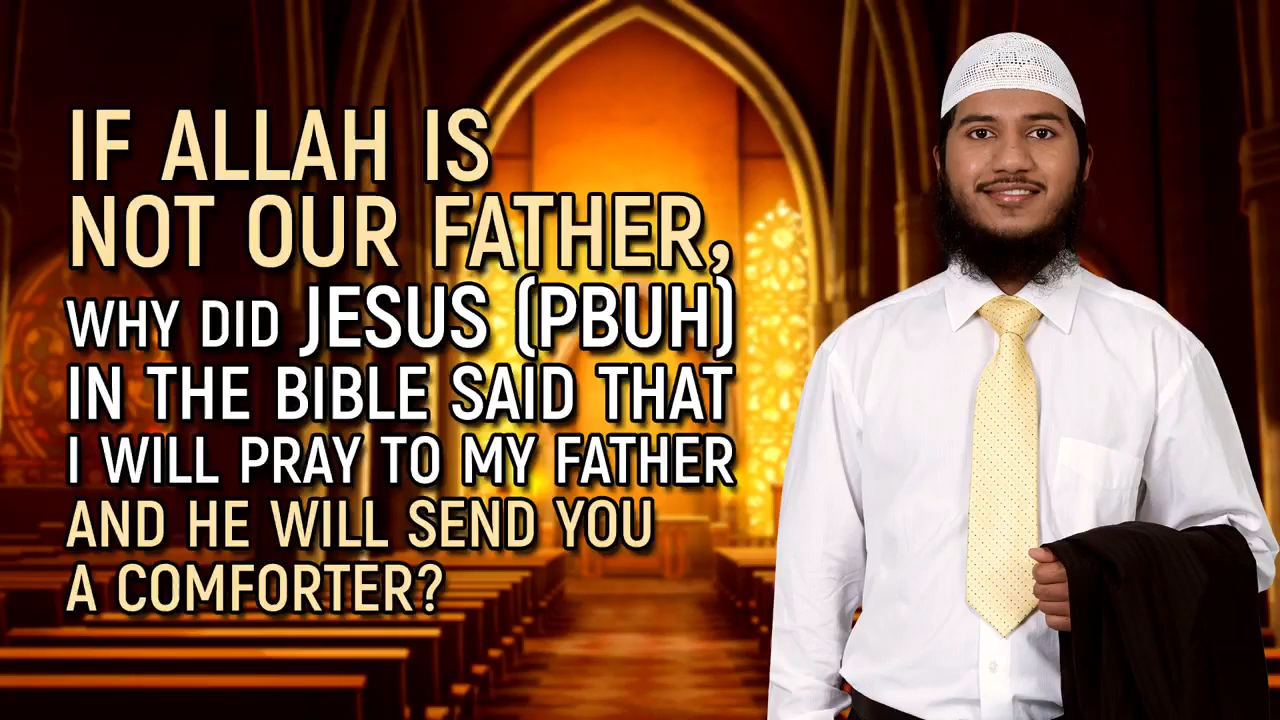 IF ALLAH IS
NOT OUR FATHER,
WHY DID JESUS (PBUH)
IN THE BIBLE SAID THAT
I WILL PRAY TO MY FATHER
AND HE WILL SEND YOU
A COMFORTER?